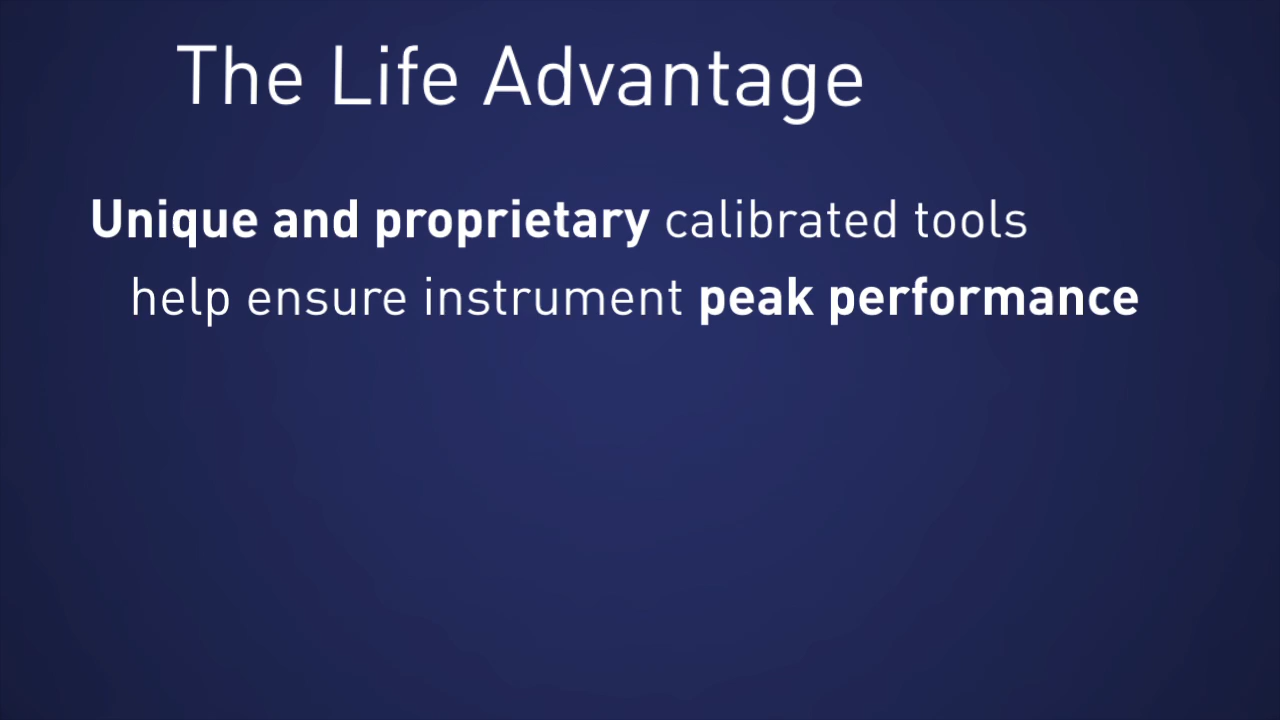 The Life Advantage
Unique and proprietary calibrated tools
help ensure instrument peak performance